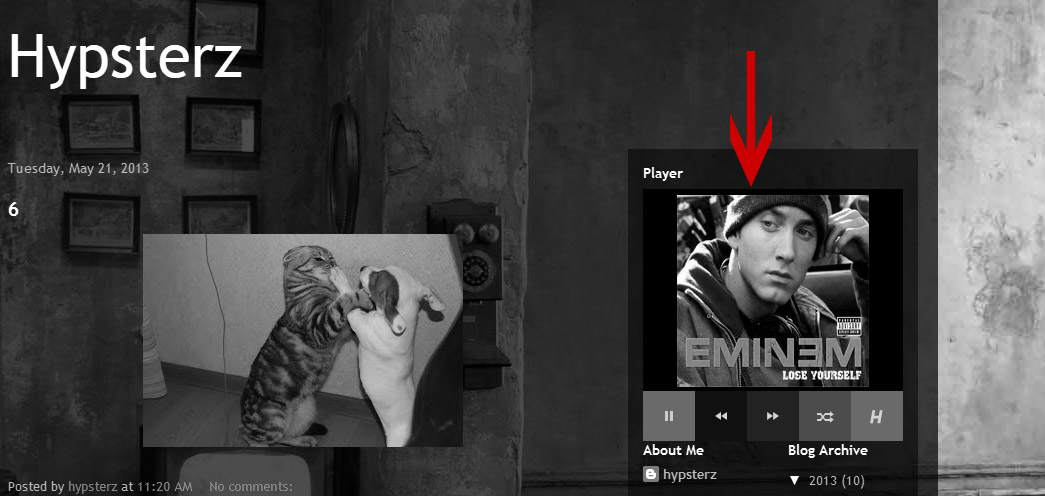 Hypsterz
Tuesday, May 21, 2013
6
Posted by hypsterz at 11:20 AM No comments:
Player
PARENTAL
ADVISORY
EXPLICIT CONTENT
EMINEM
LOSE YOURSELF
H
About Me
hypsterz
Blog Archive
▼ 2013 (10)